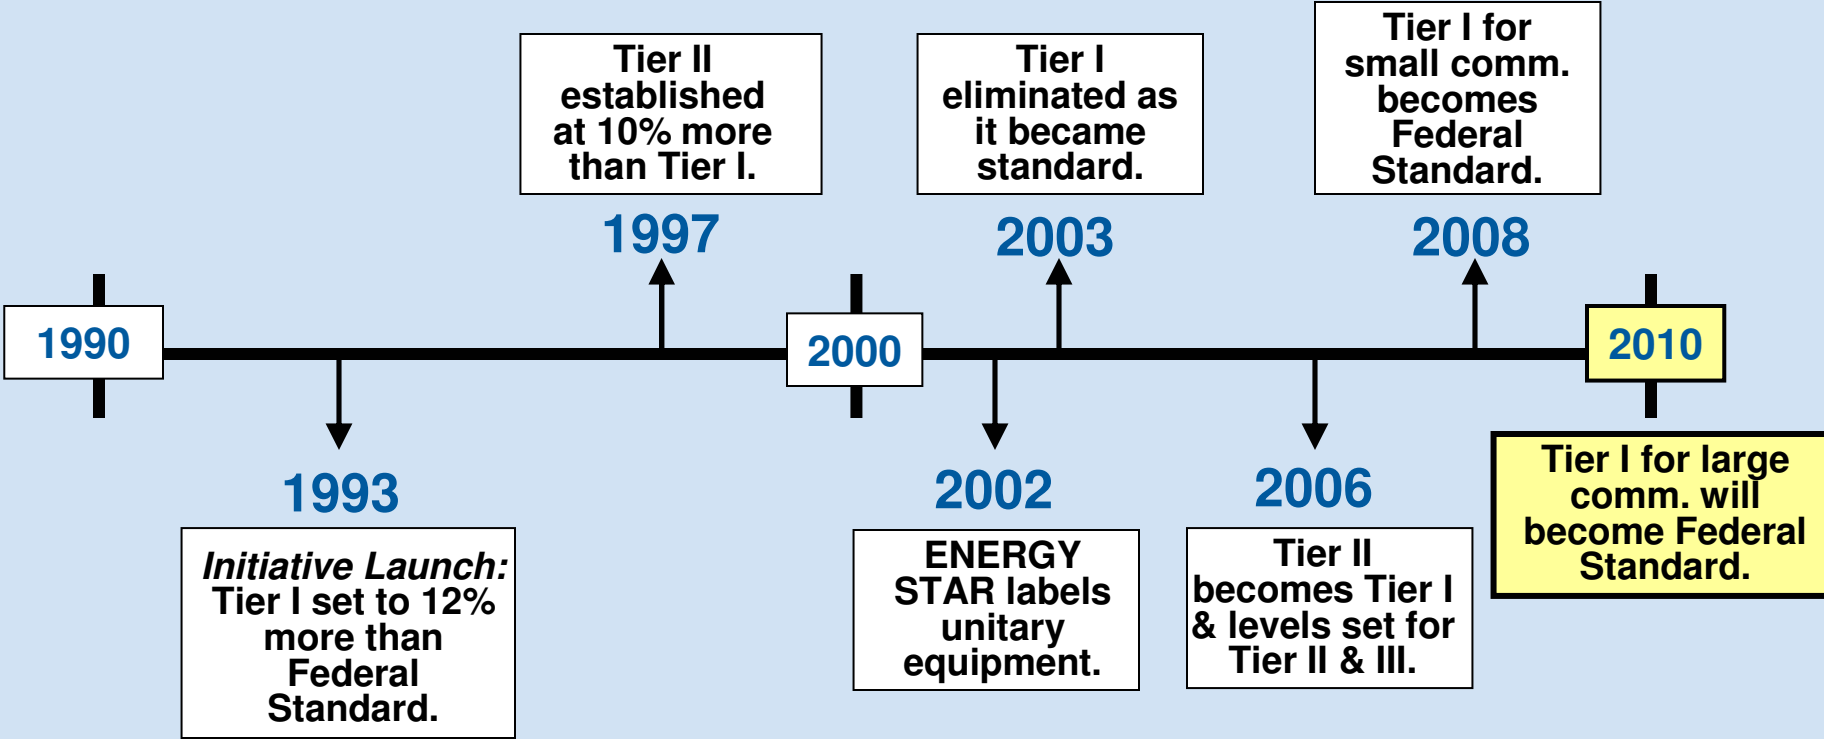 Tier II
established
at 10% more
than Tier I.
1997
Tier I
eliminated as
it became
standard.
2003
Tier I for
small comm.
becomes
Federal
Standard.
2008
1990
2000
2010
1993
Initiative Launch:
Tier I set to 12%
more than
Federal
Standard.
2002
ENERGY
STAR labels
unitary
equipment.
2006
Tier II
becomes Tier I
& levels set for
Tier II & III.
Tier I for large
comm. will
become Federal
Standard.